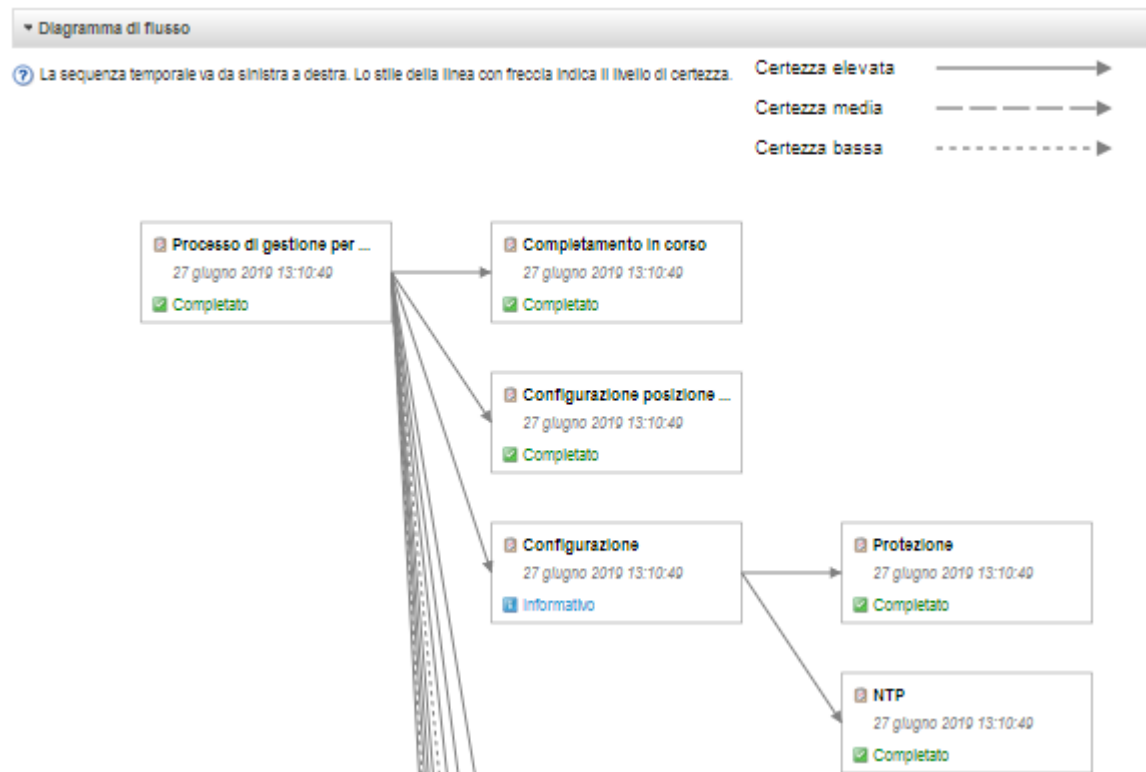 Diagramma di flusso
La sequenza temporale va da sinistra a destra. Lo stile della linea con freccia indica il livello di certezza.
Certezza elevata
Certezza media
Certezza bassa
Processo di gestione per ...
27 giugno 2019 13:10:49
Completato
Completamento in corso
27 giugno 2019 13:10:49
Completato
Configurazione posizione ...
27 giugno 2019 13:10:49
Completato
Configurazione
27 giugno 2019 13:10:49
Informativo
Protezione
27 giugno 2019 13:10:49
Completato
NTP
27 giugno 2019 13:10:49
Completato